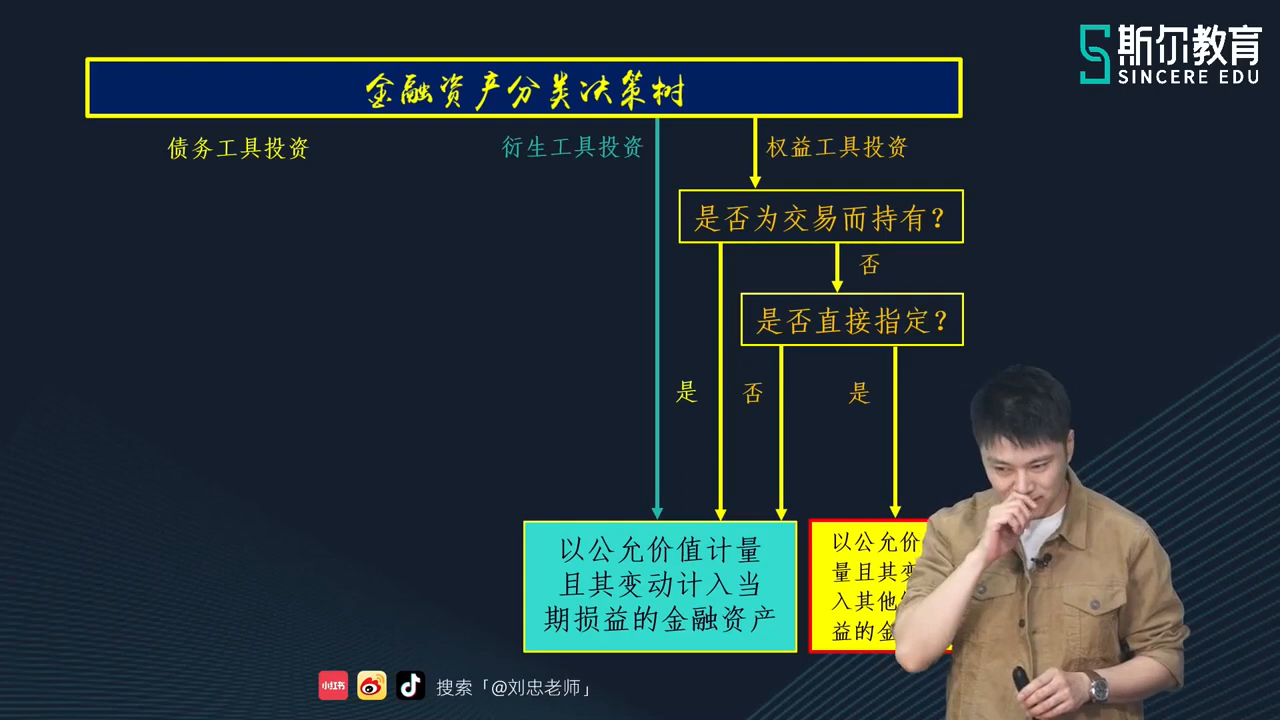 斯尔教育
SINCERE EDU
金融资产分类决策树
债务工具投资
衍生工具投资
权益工具投资
是否为交易而持有？
否
是否直接指定？
是
否
是
以公允价值计量
且其变动计入当
期损益的金融资产
以公允价
量且其变
入其他
益的金
小红书
搜索「@刘忠老师」